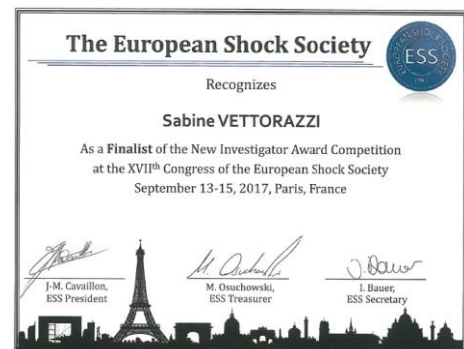 The European Shock Society
ESS
Recognizes
Sabine VETTORAZZI
As a Finalist of the New Investigator Award Competition
at the XVIIth Congress of the European Shock Society
September 13-15, 2017, Paris, France
J-M. Cavaillon,
ESS President
M. Osuchowski,
ESS Treasurer
I. Bauer,
ESS Secretary